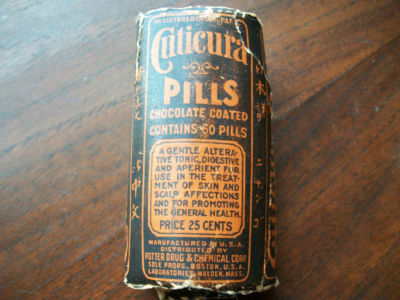 REGISTERED IN U.S. PAT.
Cuticura
PILLS
CHOCOLATE COATED
CONTAINS 60 PILLS
A GENTLE ALTERA-
TIVE TONIC, DIGESTIVE
AND APERIENT FOR
USE IN THE TREAT-
MENT OF SKIN AND
SCALP AFFECTIONS
AND FOR PROMOTING
THE GENERAL HEALTH.
PRICE 25 CENTS
MANUFACTURED IN U.S.A.
DISTRIBUTED BY
POTTER DRUG & CHEMICAL CORP.
SOLE PROPS., BOSTON, U.S.A.
LABORATORIES, MALDEN, MASS.